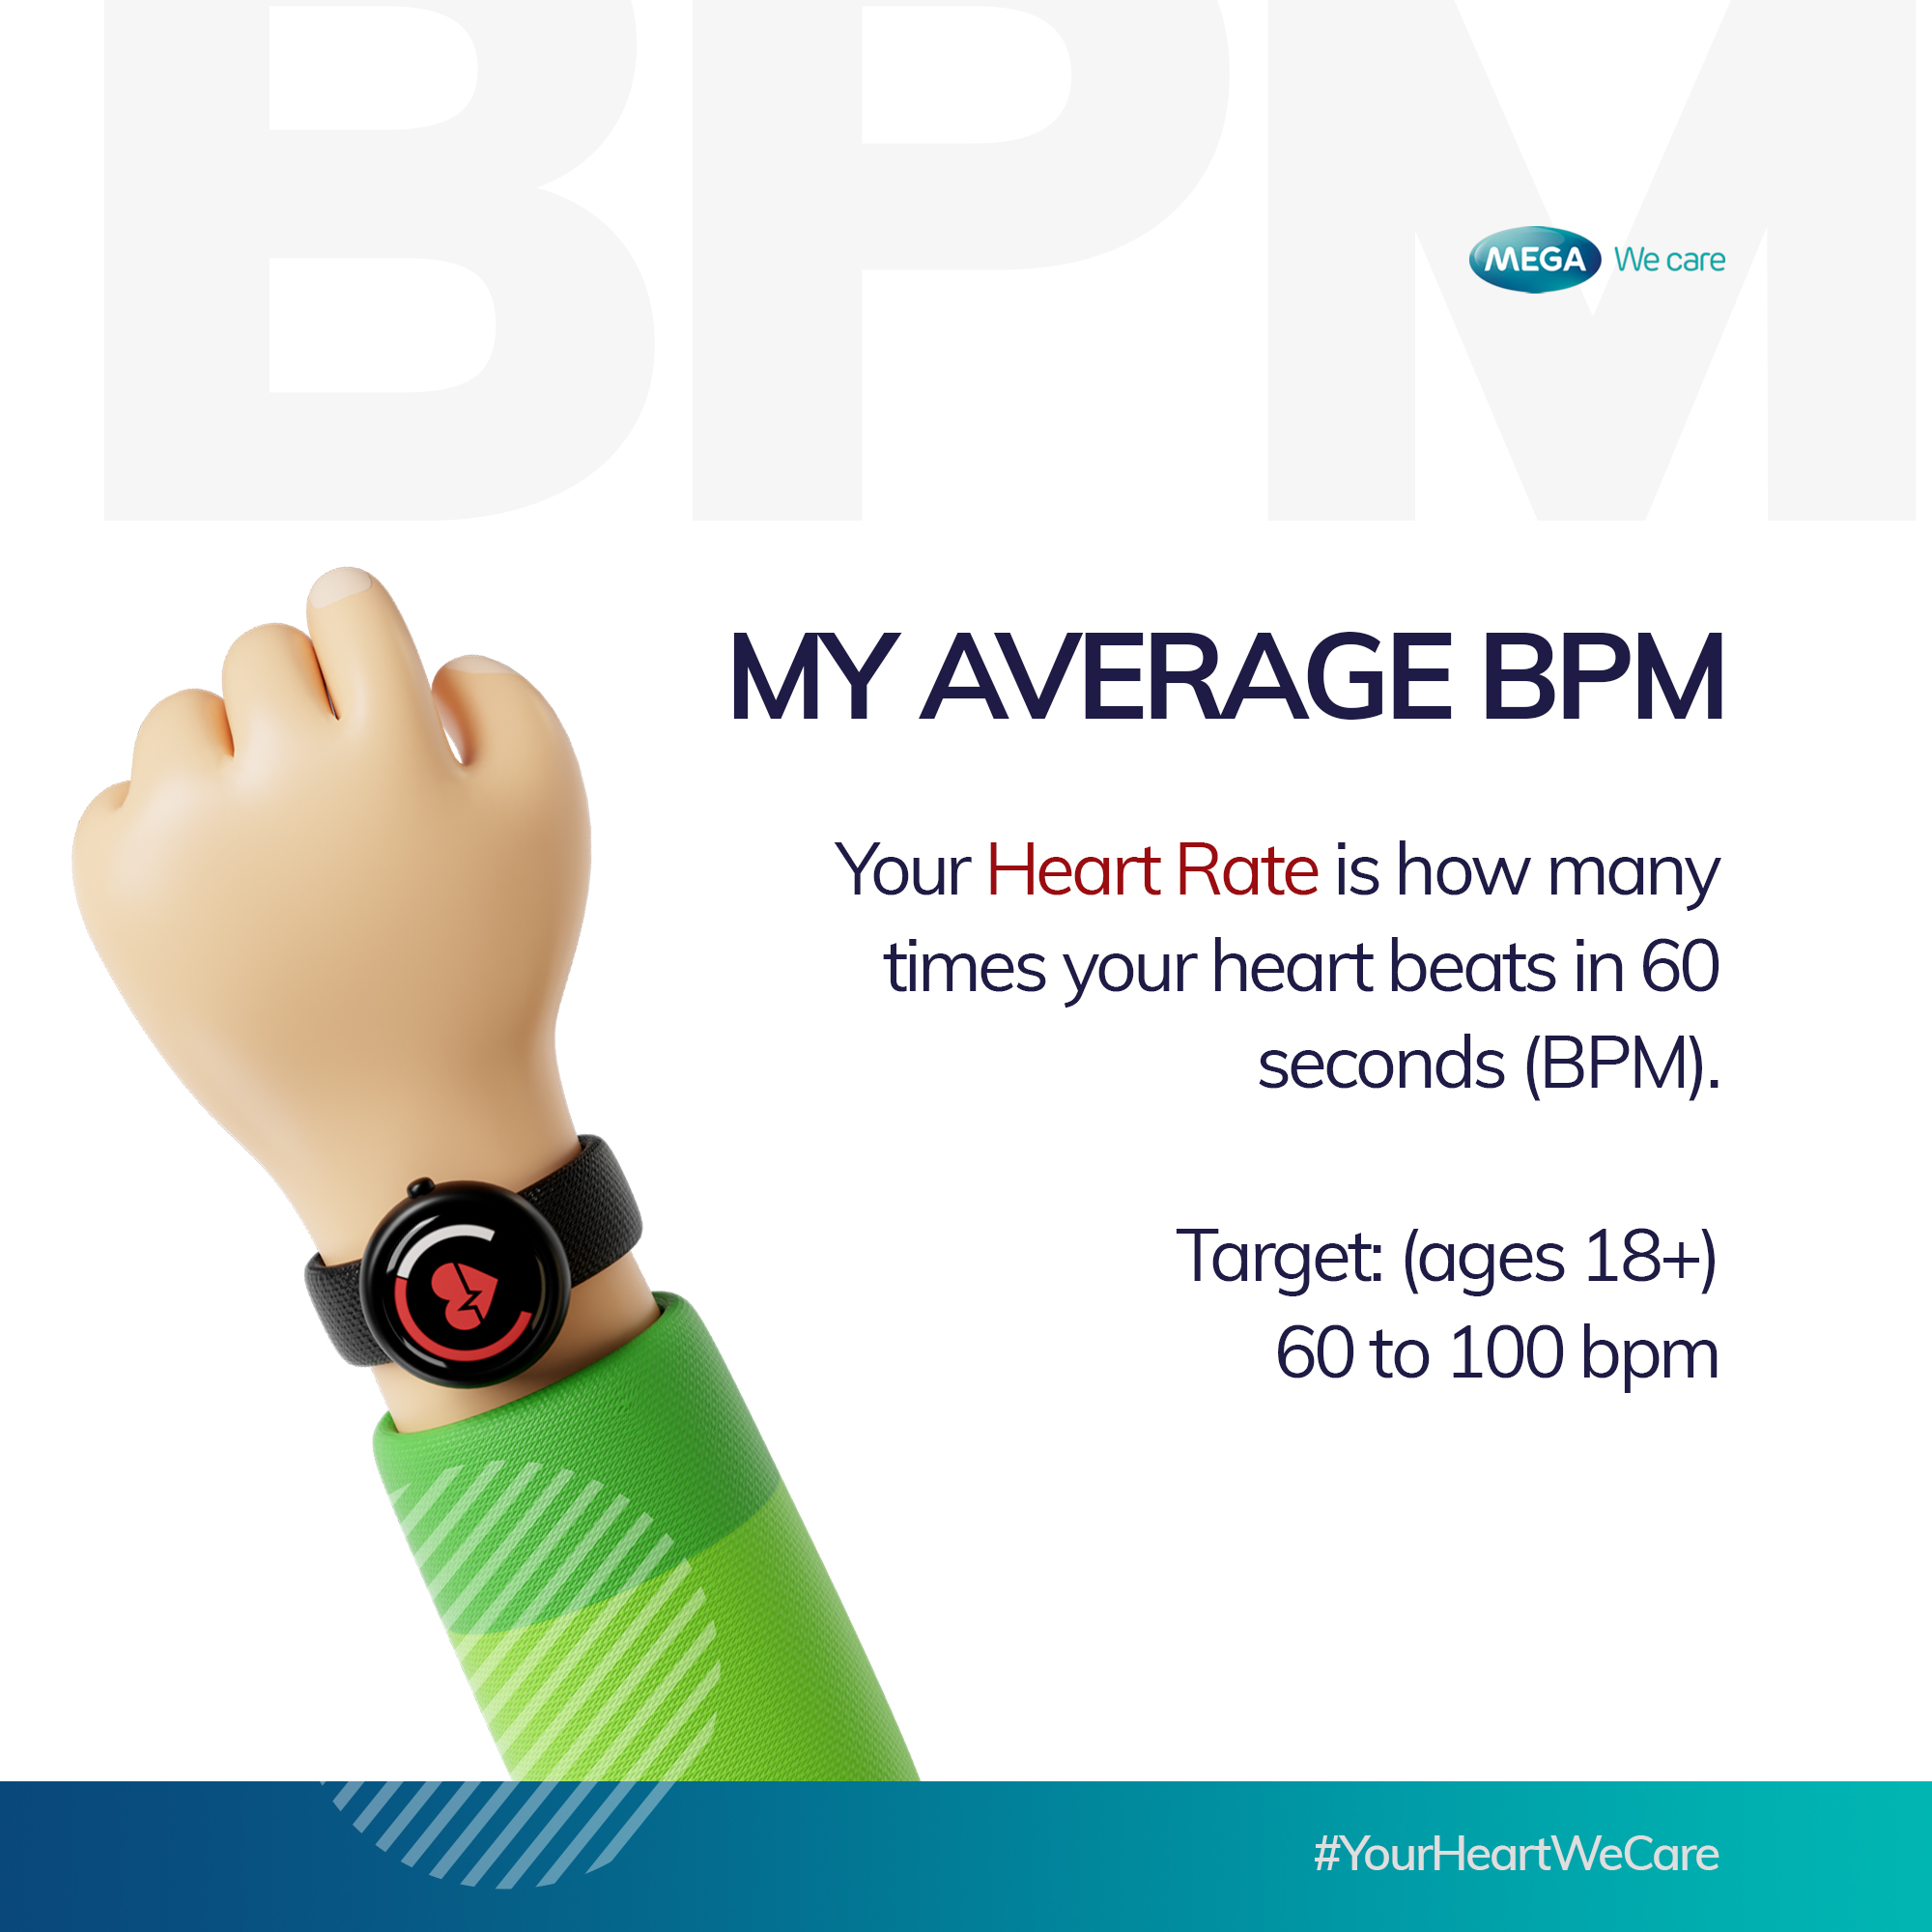 BPM
MEGA We care
MY AVERAGE BPM
Your Heart Rate is how many
times your heart beats in 60
seconds (BPM).
Target: (ages 18+)
60 to 100 bpm
#YourHeartWeCare